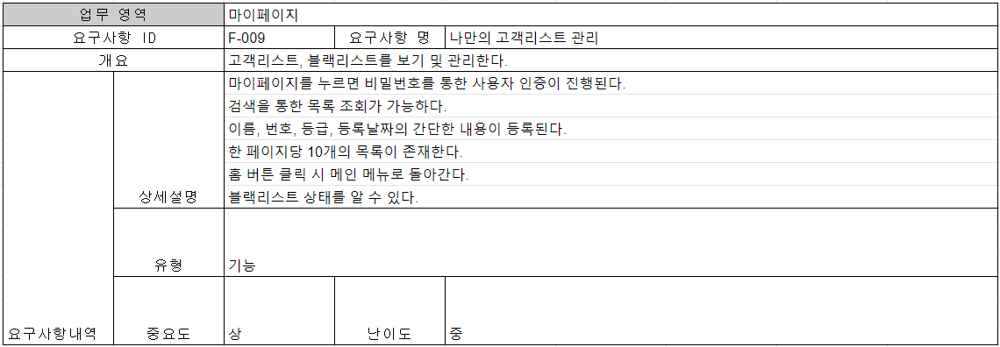 업무 영역 마이페이지
요구사항 ID F-009 요구사항 명 나만의 고객리스트 관리
개요 고객리스트, 블랙리스트를 보기 및 관리한다.
마이페이지를 누르면 비밀번호를 통한 사용자 인증이 진행된다.
검색을 통한 목록 조회가 가능하다.
이름, 번호, 등급, 등록날짜의 간단한 내용이 등록된다.
한 페이지당 10개의 목록이 존재한다.
홈 버튼 클릭 시 메인 메뉴로 돌아간다.
상세설명 블랙리스트 상태를 알 수 있다.
유형 기능
요구사항내역 중요도 상 난이도 중